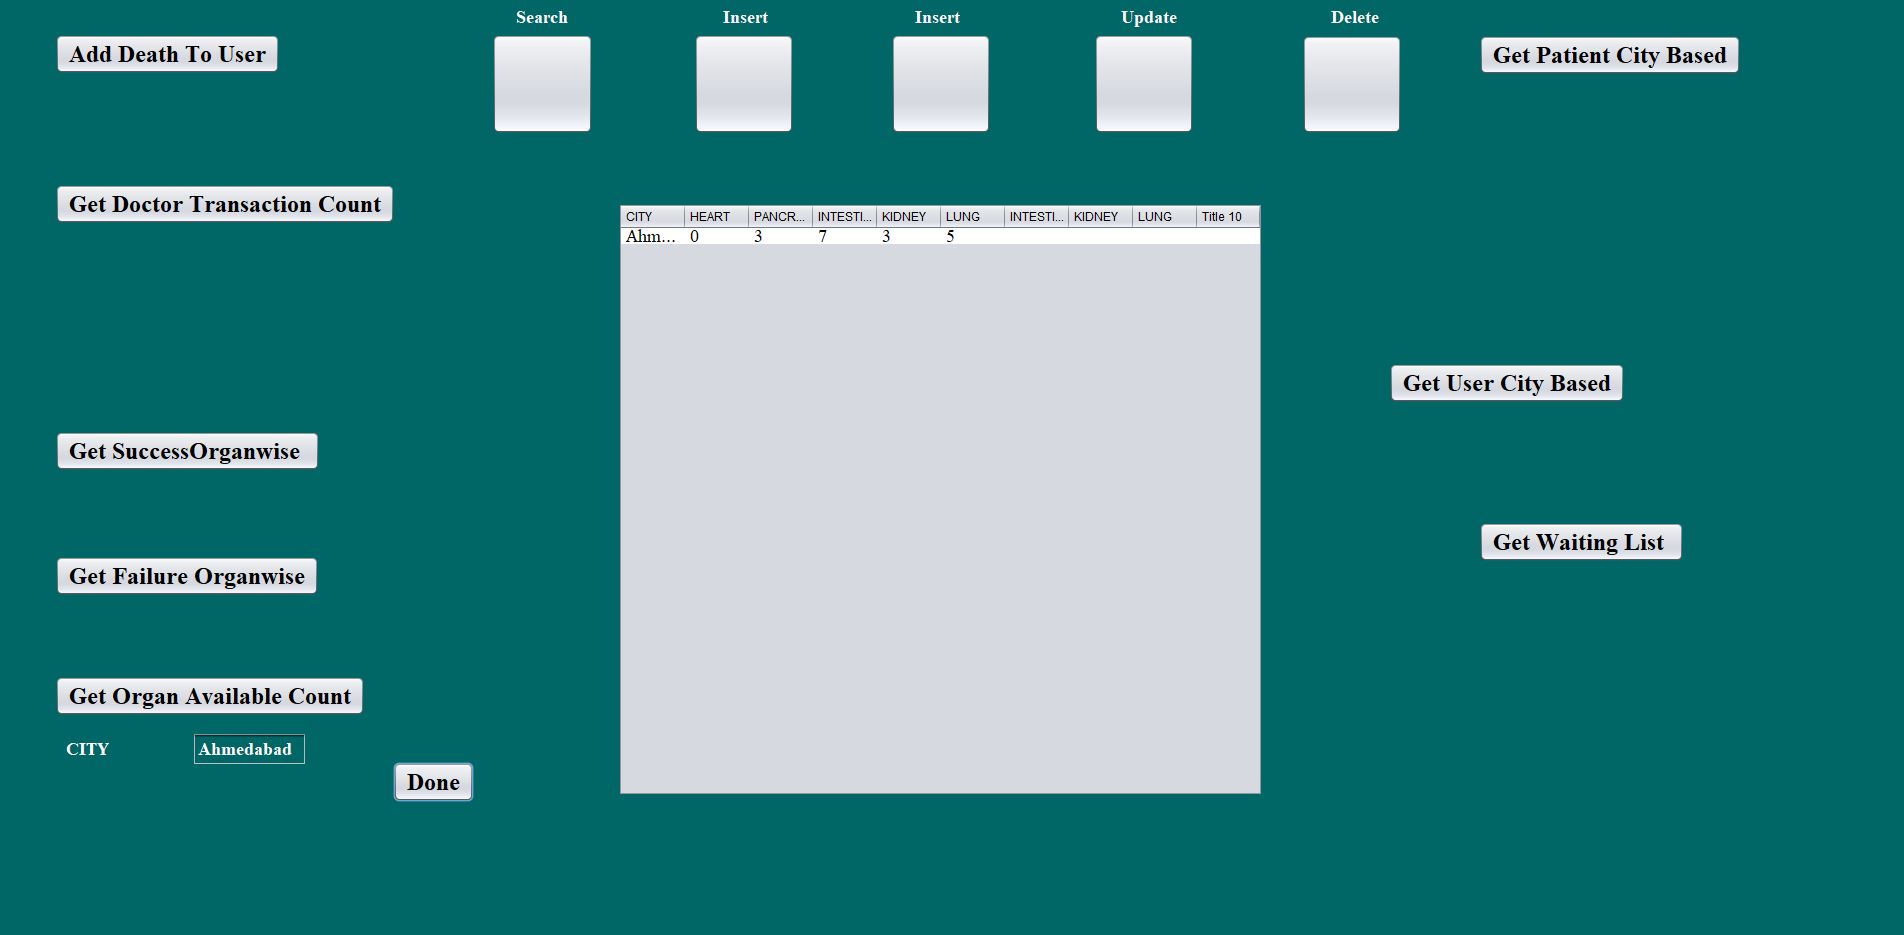 Search Insert Insert Update Delete
Add Death To User
Get Patient City Based
Get Doctor Transaction Count
CITY HEART PANCR... INTESTI... KIDNEY LUNG INTESTI... KIDNEY LUNG Title 10
Ahm... 0 3 7 3 5
Get User City Based
Get SuccessOrganwise
Get Waiting List
Get Failure Organwise
Get Organ Available Count
CITY Ahmedabad
Done